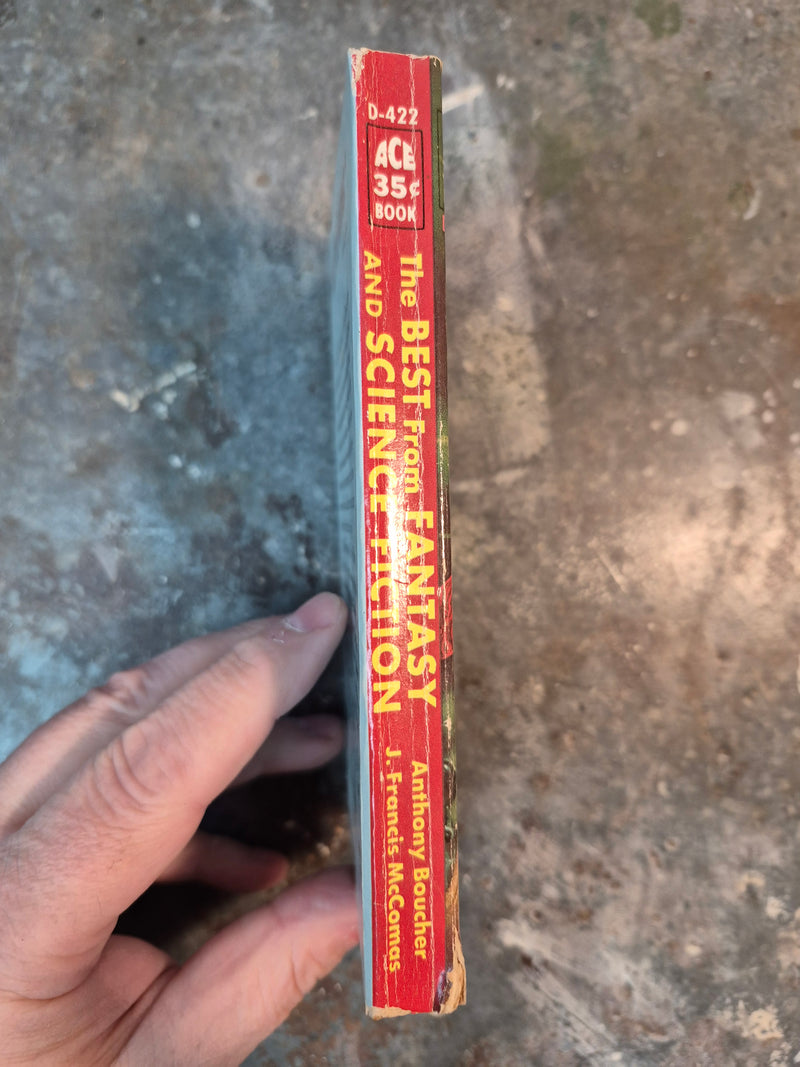 D-422
ACE
35¢
BOOK
The BEST From FANTASY
AND SCIENCE FICTION
Anthony Boucher
J. Francis McComas